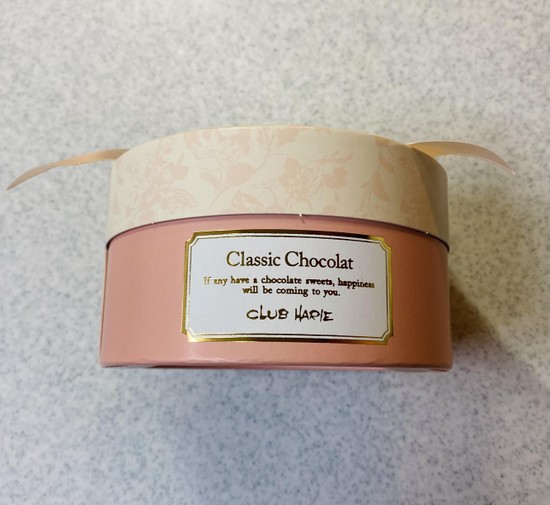 Classic Chocolat
If any have a chocolate sweets, happiness
will be coming to you.
CLUB HARIE